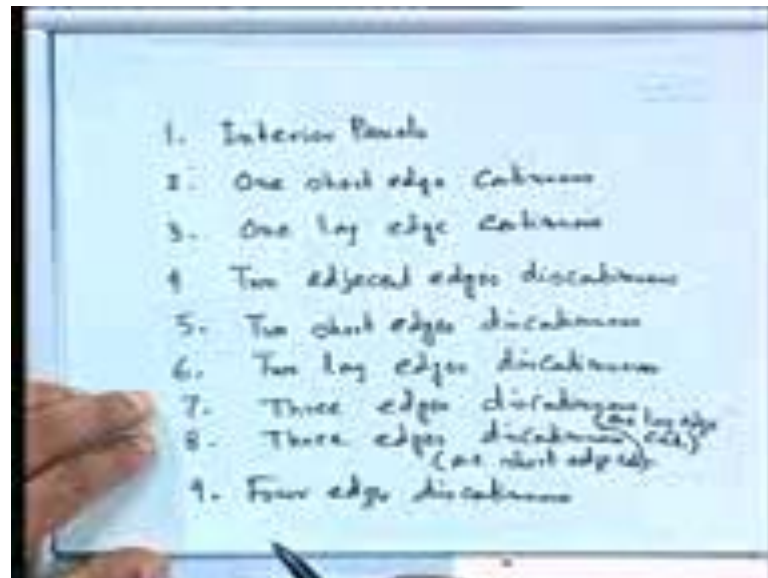 1. Interior Panels
2. One short edge continuous
3. One long edge continuous
4 Two adjacent edges discontinuous
5. Two short edges discontinuous
6. Two long edges discontinuous
7. Three edges discontinuous (one long edge
8. Three edges discontinuous
(one short edge
9. Four edges discontinuous